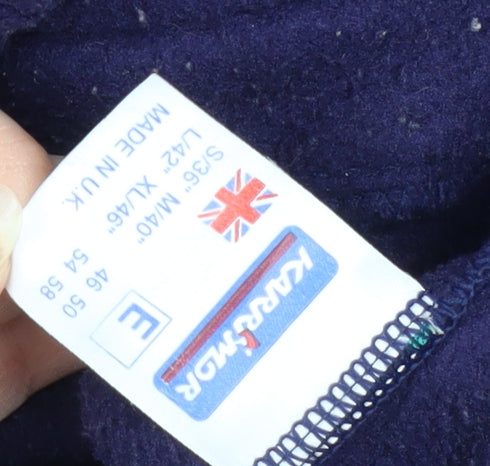 KARRiMOR
S/36" M/40"
L/42" XL/46"
MADE IN U.K.
46 50
54 58
E